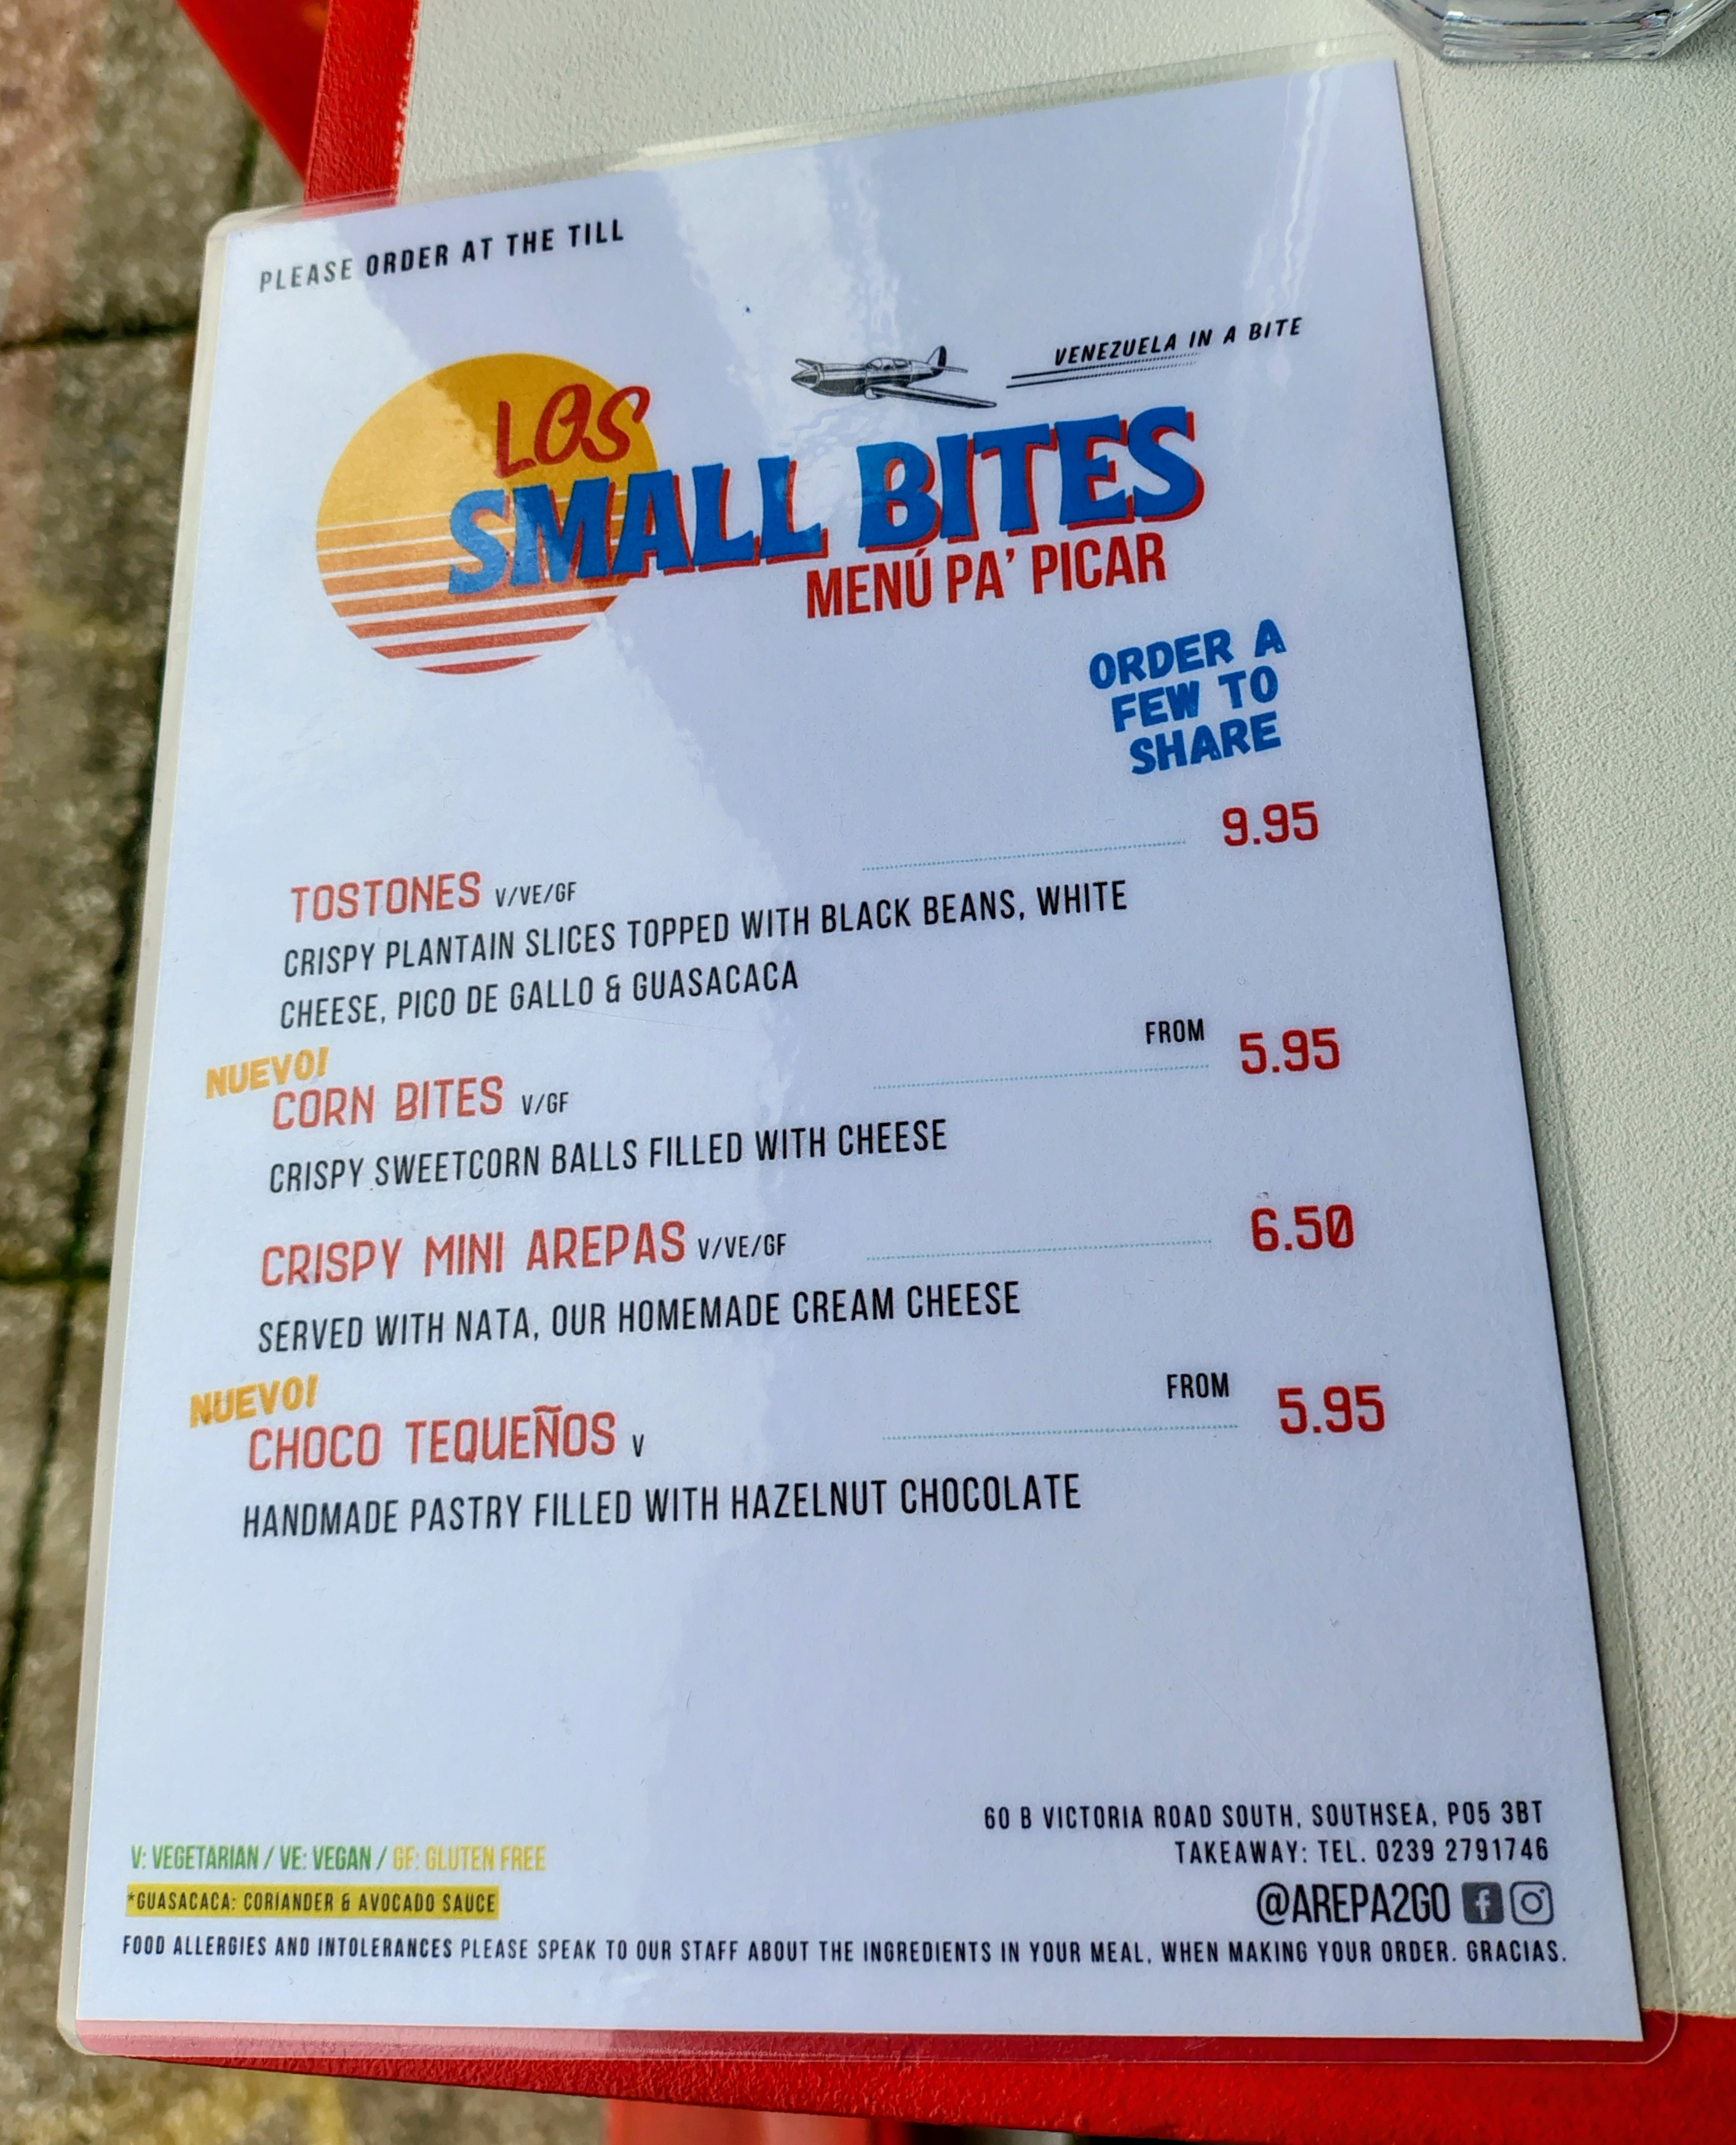 PLEASE ORDER AT THE TILL
VENEZUELA IN A BITE
LOS
SMALL BITES
MENÚ PA' PICAR
ORDER A
FEW TO
SHARE
TOSTONES V/VE/GF 9.95
CRISPY PLANTAIN SLICES TOPPED WITH BLACK BEANS, WHITE
CHEESE, PICO DE GALLO & GUASACACA
NUEVO!
CORN BITES V/GF FROM 5.95
CRISPY SWEETCORN BALLS FILLED WITH CHEESE
CRISPY MINI AREPAS V/VE/GF 6.50
SERVED WITH NATA, OUR HOMEMADE CREAM CHEESE
NUEVO!
CHOCO TEQUEÑOS V FROM 5.95
HANDMADE PASTRY FILLED WITH HAZELNUT CHOCOLATE
60 B VICTORIA ROAD SOUTH, SOUTHSEA, PO5 3BT
TAKEAWAY: TEL. 0239 2791746
@AREPA2GO
V: VEGETARIAN / VE: VEGAN / GF: GLUTEN FREE
*GUASACACA: CORIANDER & AVOCADO SAUCE
FOOD ALLERGIES AND INTOLERANCES PLEASE SPEAK TO OUR STAFF ABOUT THE INGREDIENTS IN YOUR MEAL, WHEN MAKING YOUR ORDER. GRACIAS.